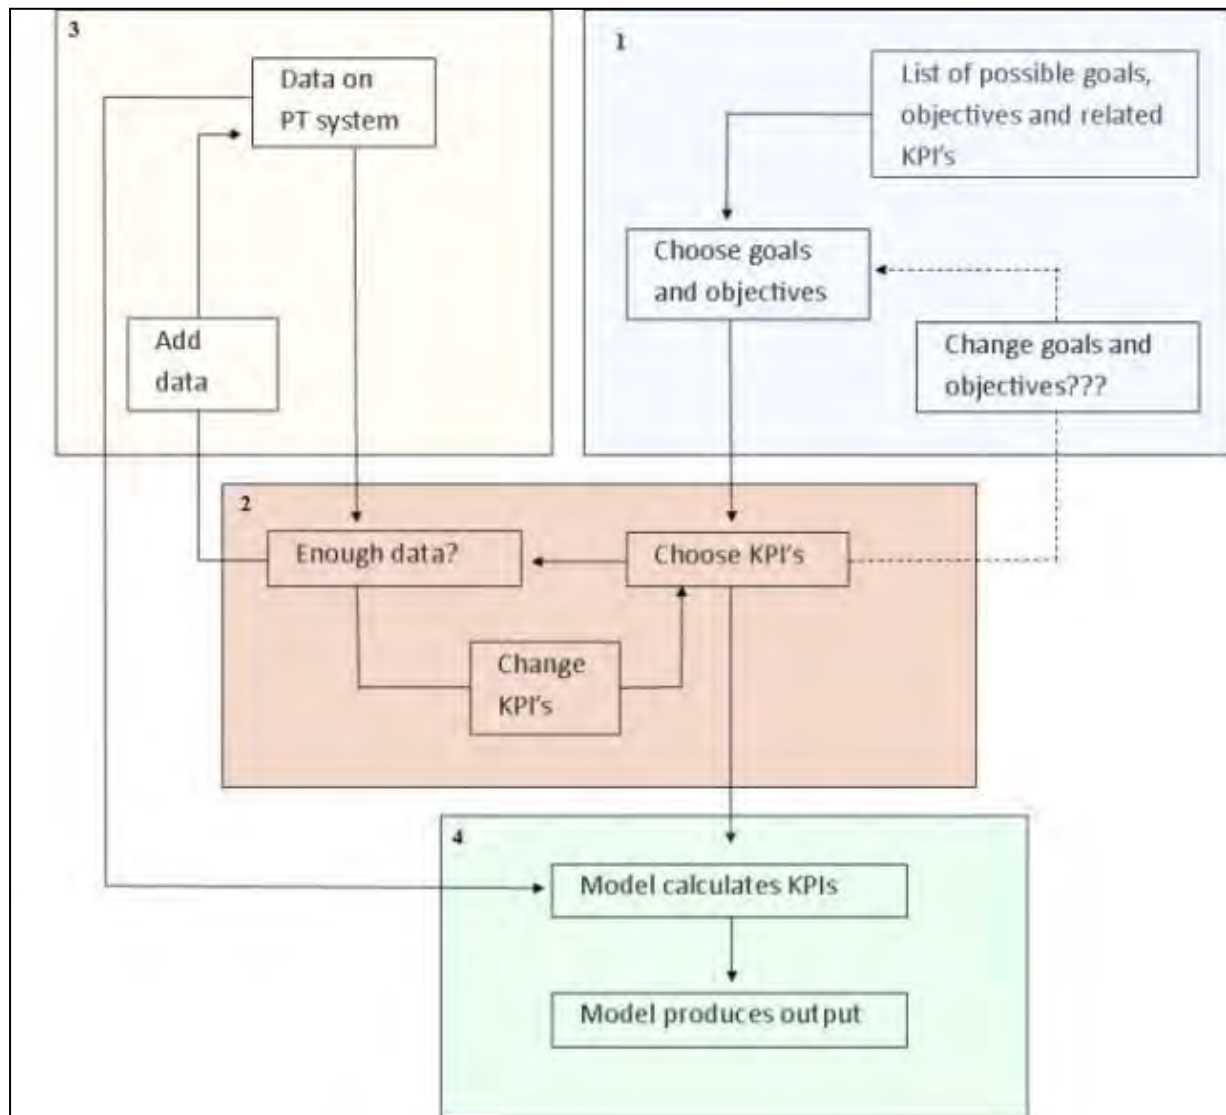 3
Data on
PT system
Add
data
1
List of possible goals,
objectives and related
KPI's
Choose goals
and objectives
Change goals and
objectives???
2
Enough data?
Choose KPI's
Change
KPI's
4
Model calculates KPIs
Model produces output